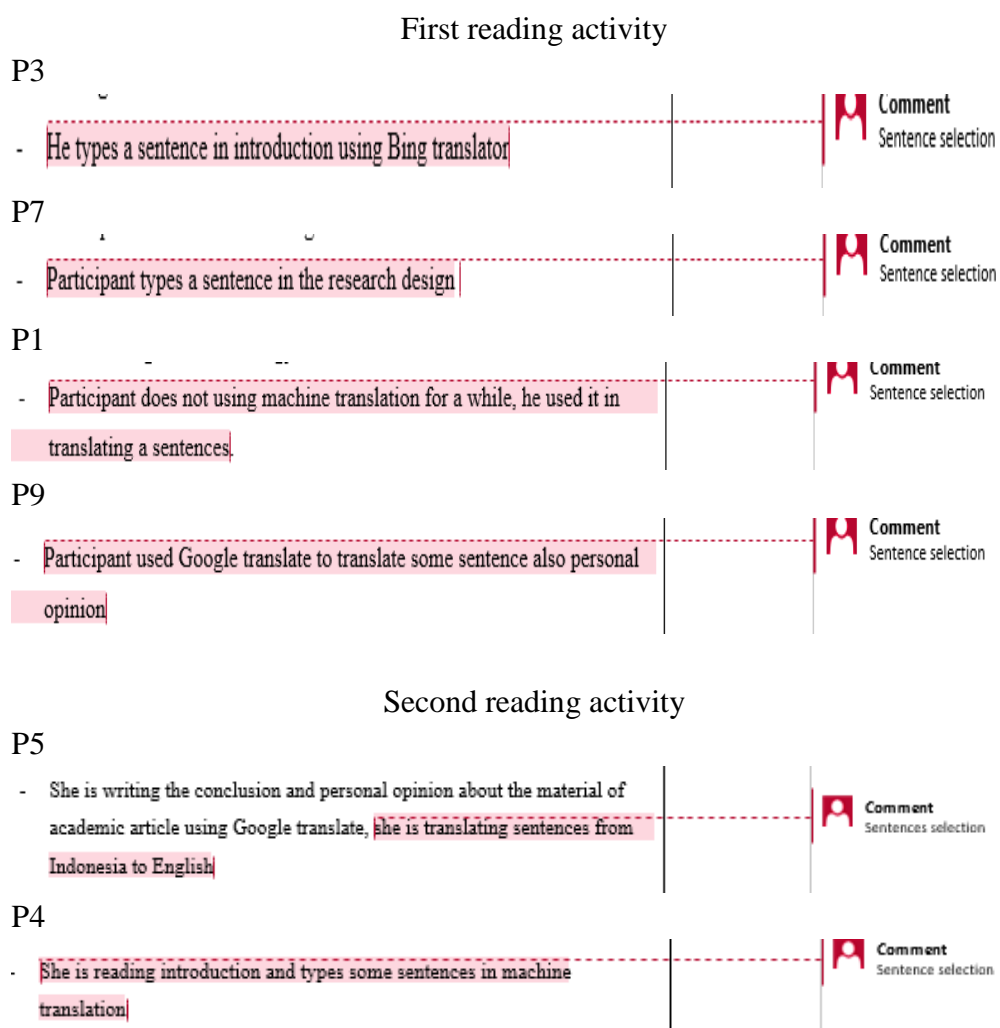 First reading activity
P3
Comment
- He types a sentence in introduction using Bing translator
Sentence selection
P7
Comment
- Participant types a sentence in the research design
Sentence selection
P1
Comment
- Participant does not using machine translation for a while, he used it in
Sentence selection
translating a sentences.
P9
Comment
- Participant used Google translate to translate some sentence also personal
Sentence selection
opinion
Second reading activity
P5
- She is writing the conclusion and personal opinion about the material of
Comment
academic article using Google translate, she is translating sentences from
Sentences selection
Indonesia to English
P4
Comment
- She is reading introduction and types some sentences in machine
Sentence selection
translation